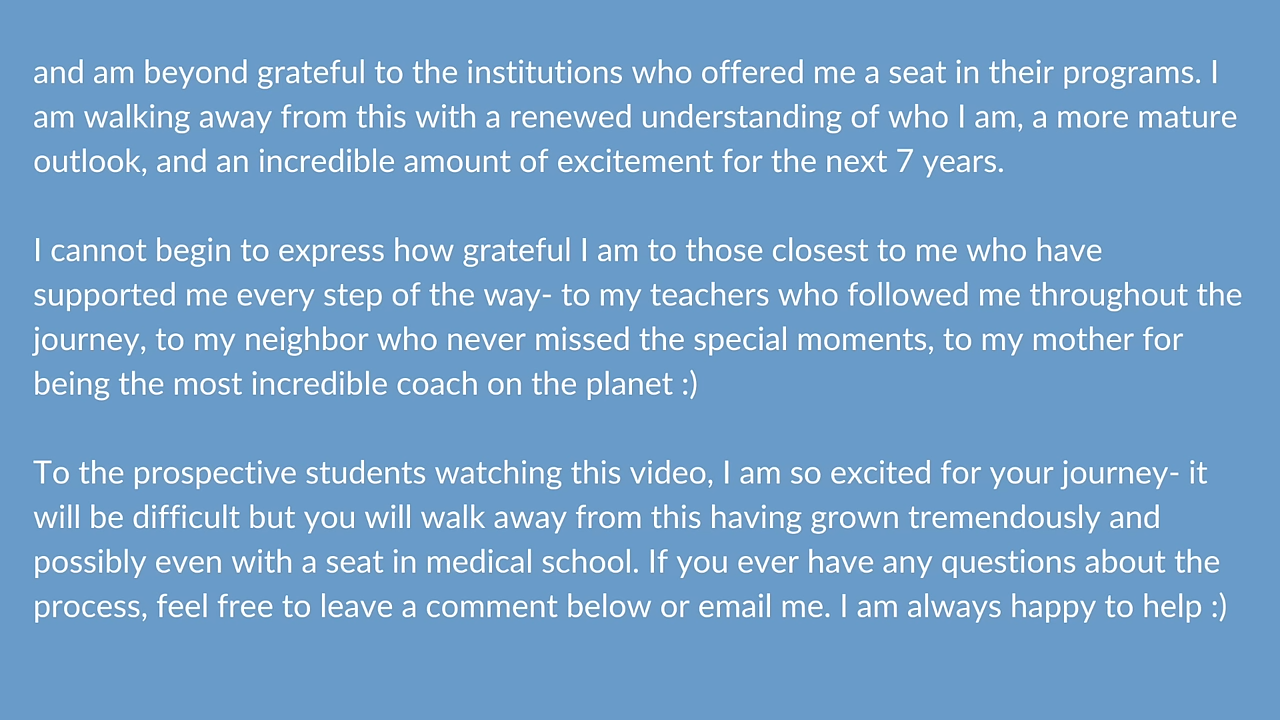 and am beyond grateful to the institutions who offered me a seat in their programs. I
am walking away from this with a renewed understanding of who I am, a more mature
outlook, and an incredible amount of excitement for the next 7 years.
I cannot begin to express how grateful I am to those closest to me who have
supported me every step of the way- to my teachers who followed me throughout the
journey, to my neighbor who never missed the special moments, to my mother for
being the most incredible coach on the planet :)
To the prospective students watching this video, I am so excited for your journey- it
will be difficult but you will walk away from this having grown tremendously and
possibly even with a seat in medical school. If you ever have any questions about the
process, feel free to leave a comment below or email me. I am always happy to help :)